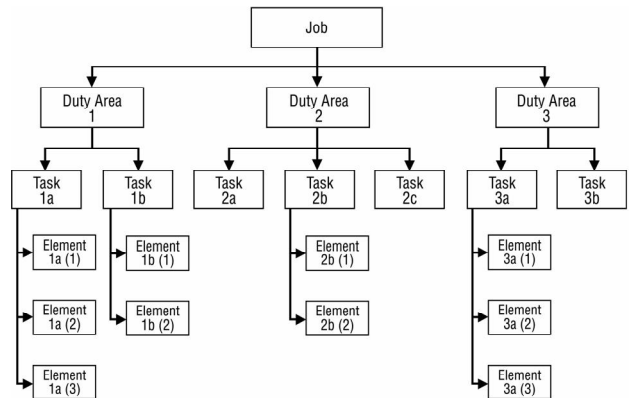 Job
Duty Area
1
Duty Area
2
Duty Area
3
Task
1a
Task
1b
Task
2a
Task
2b
Task
2c
Task
3a
Task
3b
Element
1a (1)
Element
1b (1)
Element
2b (1)
Element
3a (1)
Element
1a (2)
Element
1b (2)
Element
2b (2)
Element
3a (2)
Element
1a (3)
Element
3a (3)